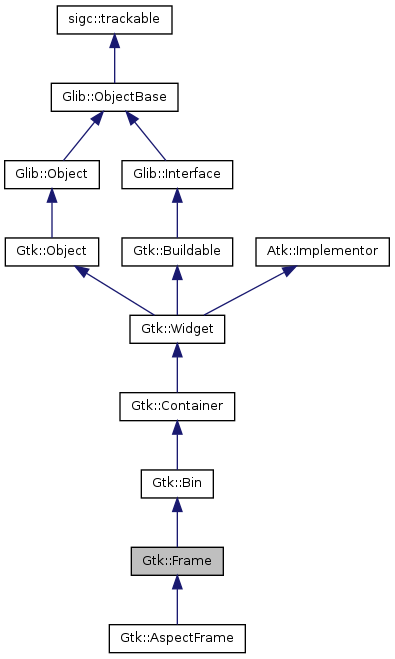 sigc::trackable
Glib::ObjectBase
Glib::Object
Glib::Interface
Gtk::Object
Gtk::Buildable
Atk::Implementor
Gtk::Widget
Gtk::Container
Gtk::Bin
Gtk::Frame
Gtk::AspectFrame